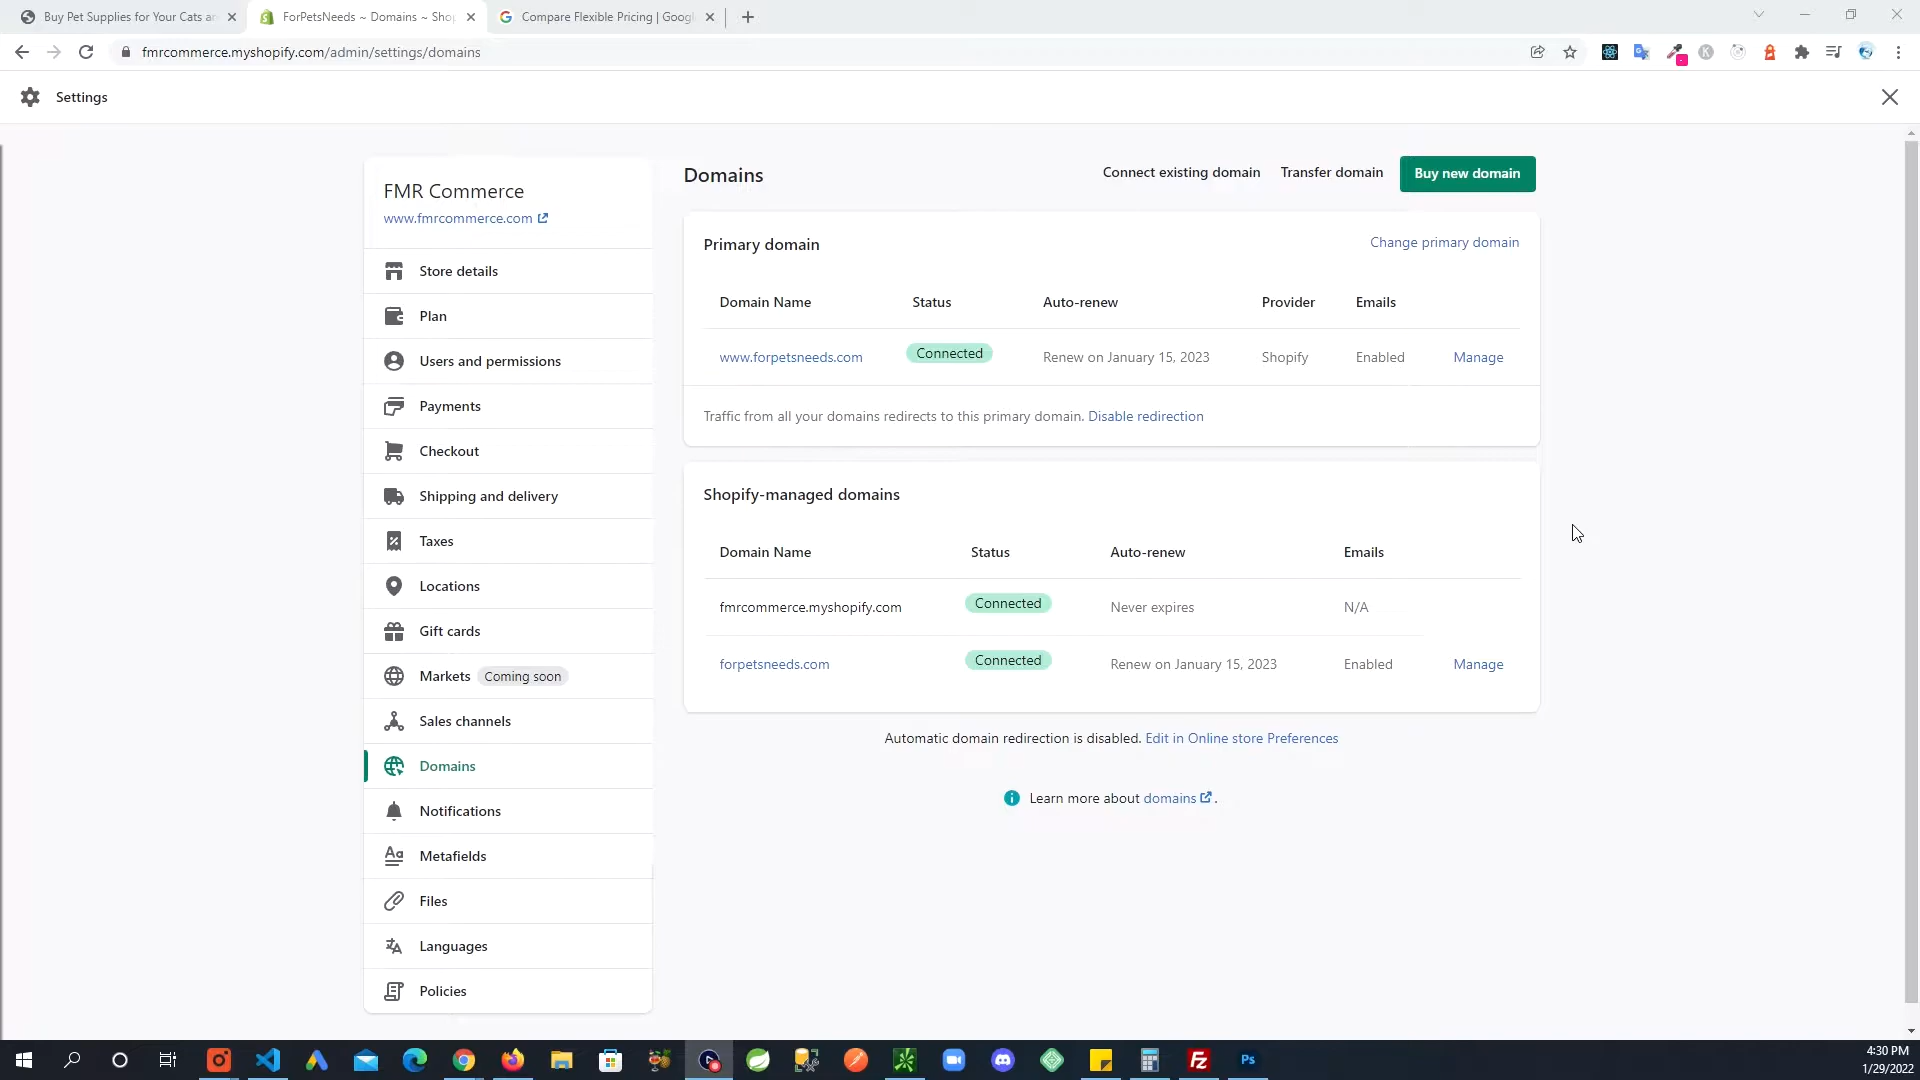 Buy Pet Supplies for Your Cats an
ForPetsNeeds ~ Domains ~ Shop
Compare Flexible Pricing | Googl
fmrcommerce.myshopify.com/admin/settings/domains
Settings
FMR Commerce
www.fmrcommerce.com
Store details
Plan
Users and permissions
Payments
Checkout
Shipping and delivery
Taxes
Locations
Gift cards
Markets Coming soon
Sales channels
Domains
Notifications
Metafields
Files
Languages
Policies
Domains
Connect existing domain Transfer domain Buy new domain
Primary domain Change primary domain
Domain Name Status Auto-renew Provider Emails
www.forpetsneeds.com Connected Renew on January 15, 2023 Shopify Enabled Manage
Traffic from all your domains redirects to this primary domain. Disable redirection
Shopify-managed domains
Domain Name Status Auto-renew Emails
fmrcommerce.myshopify.com Connected Never expires N/A
forpetsneeds.com Connected Renew on January 15, 2023 Enabled Manage
Automatic domain redirection is disabled. Edit in Online store Preferences
Learn more about domains .
4:30 PM
1/29/2022